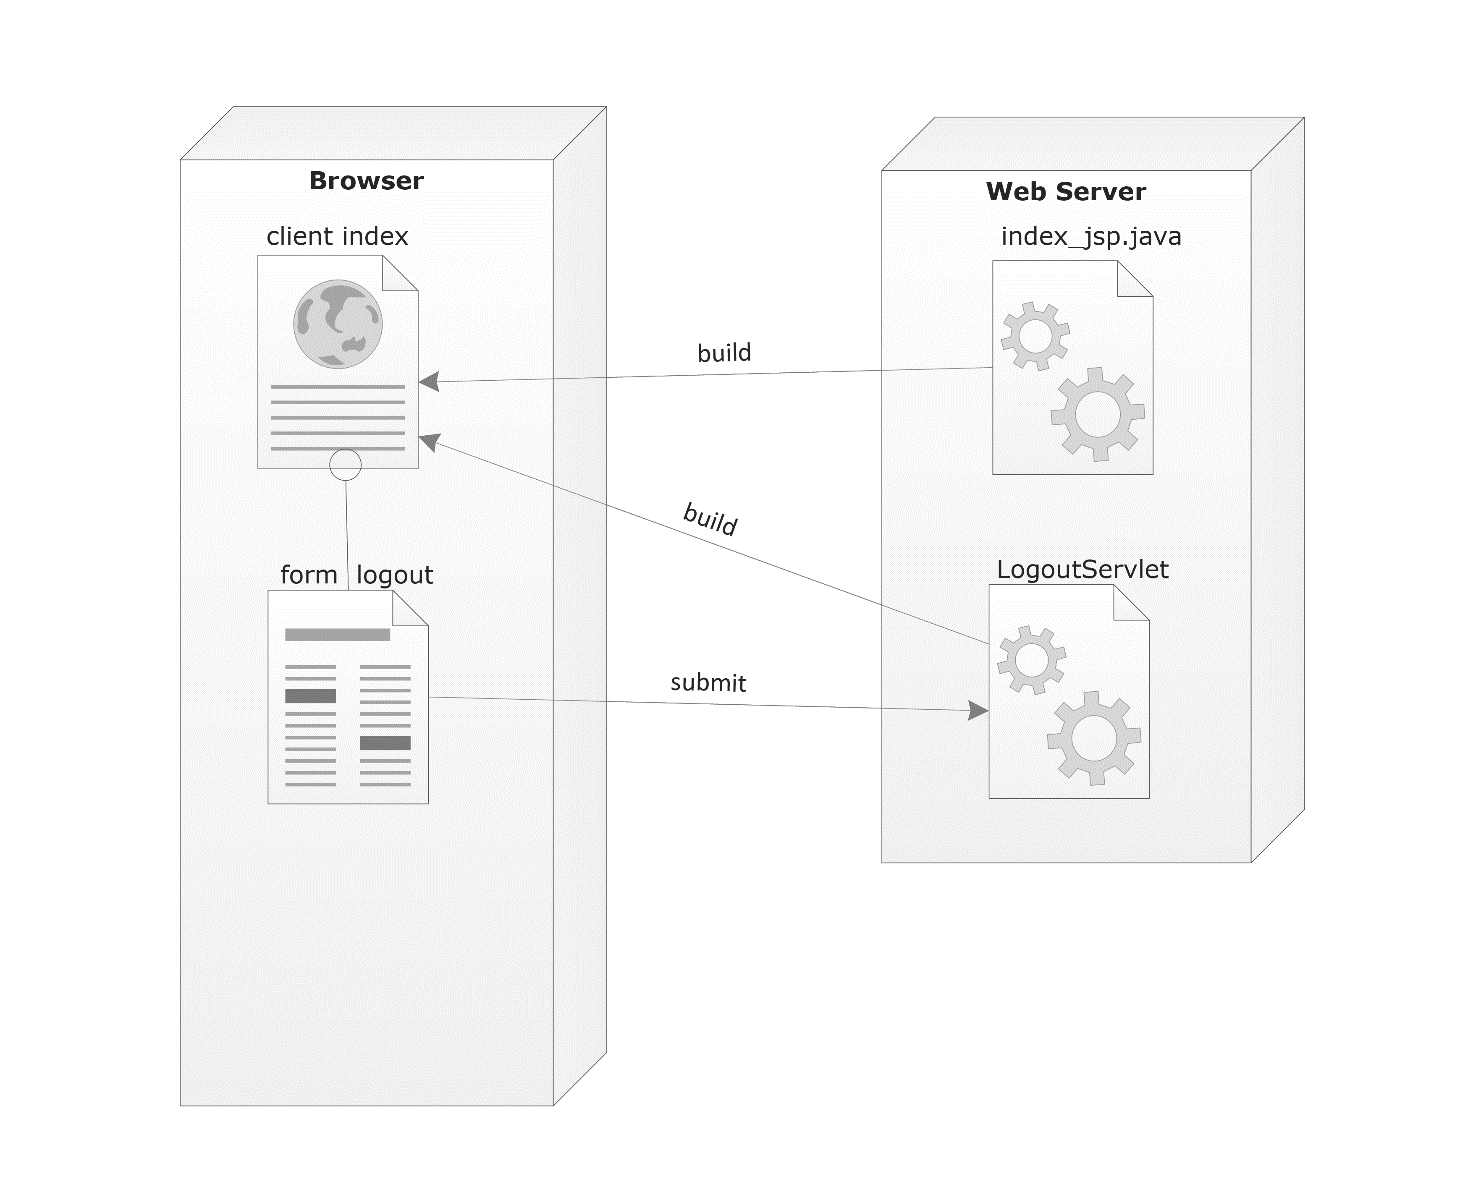 Browser
client index
Web Server
index_jsp.java
build
build
form logout
LogoutServlet
submit